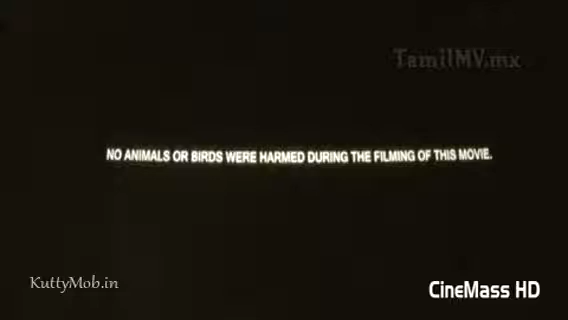 TamilMV.mx
NO ANIMALS OR BIRDS WERE HARMED DURING THE FILMING OF THIS MOVIE.
KuttyMob.in
CineMass HD